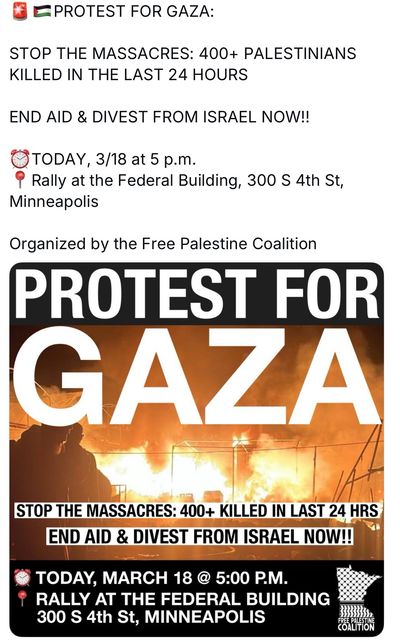 🚨🇵🇸PROTEST FOR GAZA:
STOP THE MASSACRES: 400+ PALESTINIANS
KILLED IN THE LAST 24 HOURS
END AID & DIVEST FROM ISRAEL NOW!!
⏰TODAY, 3/18 at 5 p.m.
📍Rally at the Federal Building, 300 S 4th St,
Minneapolis
Organized by the Free Palestine Coalition
PROTEST FOR
GAZA
STOP THE MASSACRES: 400+ KILLED IN LAST 24 HRS
END AID & DIVEST FROM ISRAEL NOW!!
⏰ TODAY, MARCH 18 @ 5:00 P.M.
📍 RALLY AT THE FEDERAL BUILDING
300 S 4th St, MINNEAPOLIS
FREE PALESTINE
COALITION